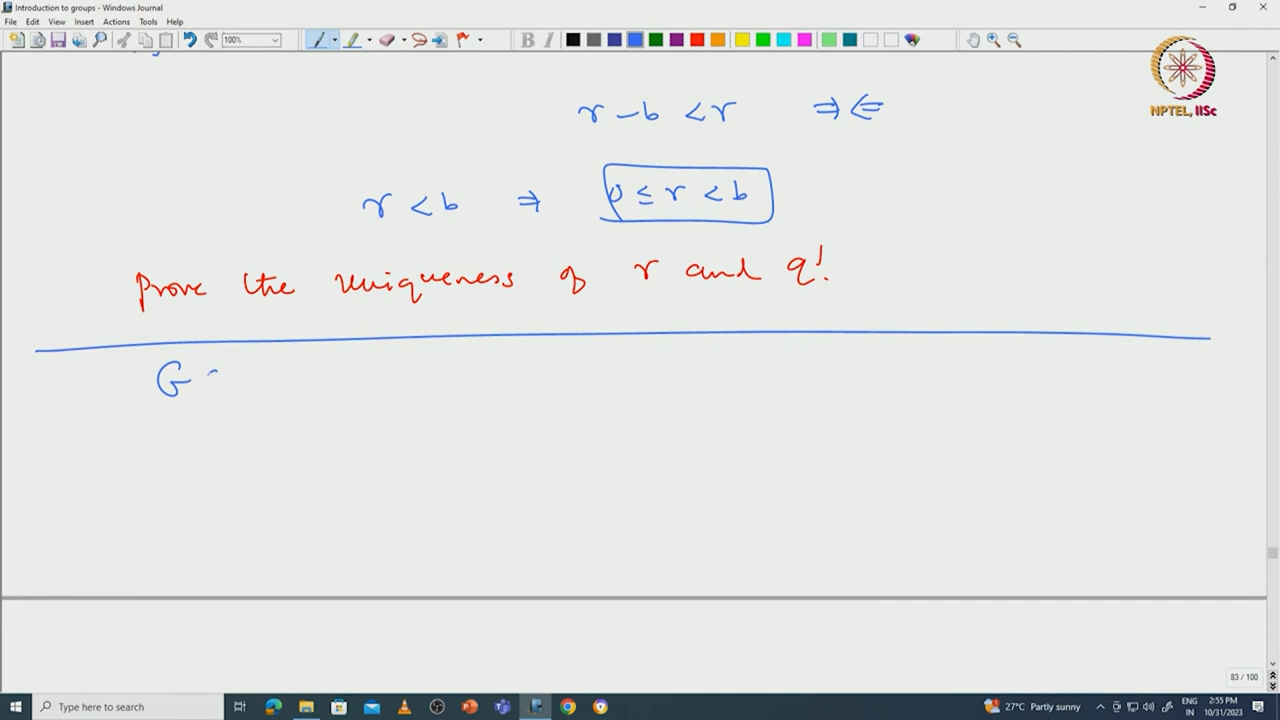 Introduction to groups - Windows Journal
File Edit View Insert Actions Tools Help
100%
NPTEL, IISc
r - b < r ⇒⇐
r < b ⇒ 0 ≤ r < b
Prove the uniqueness of r and q!
G
83 / 100
Type here to search
27°C Partly sunny
ENG
IN
2:55 PM
10/31/2023